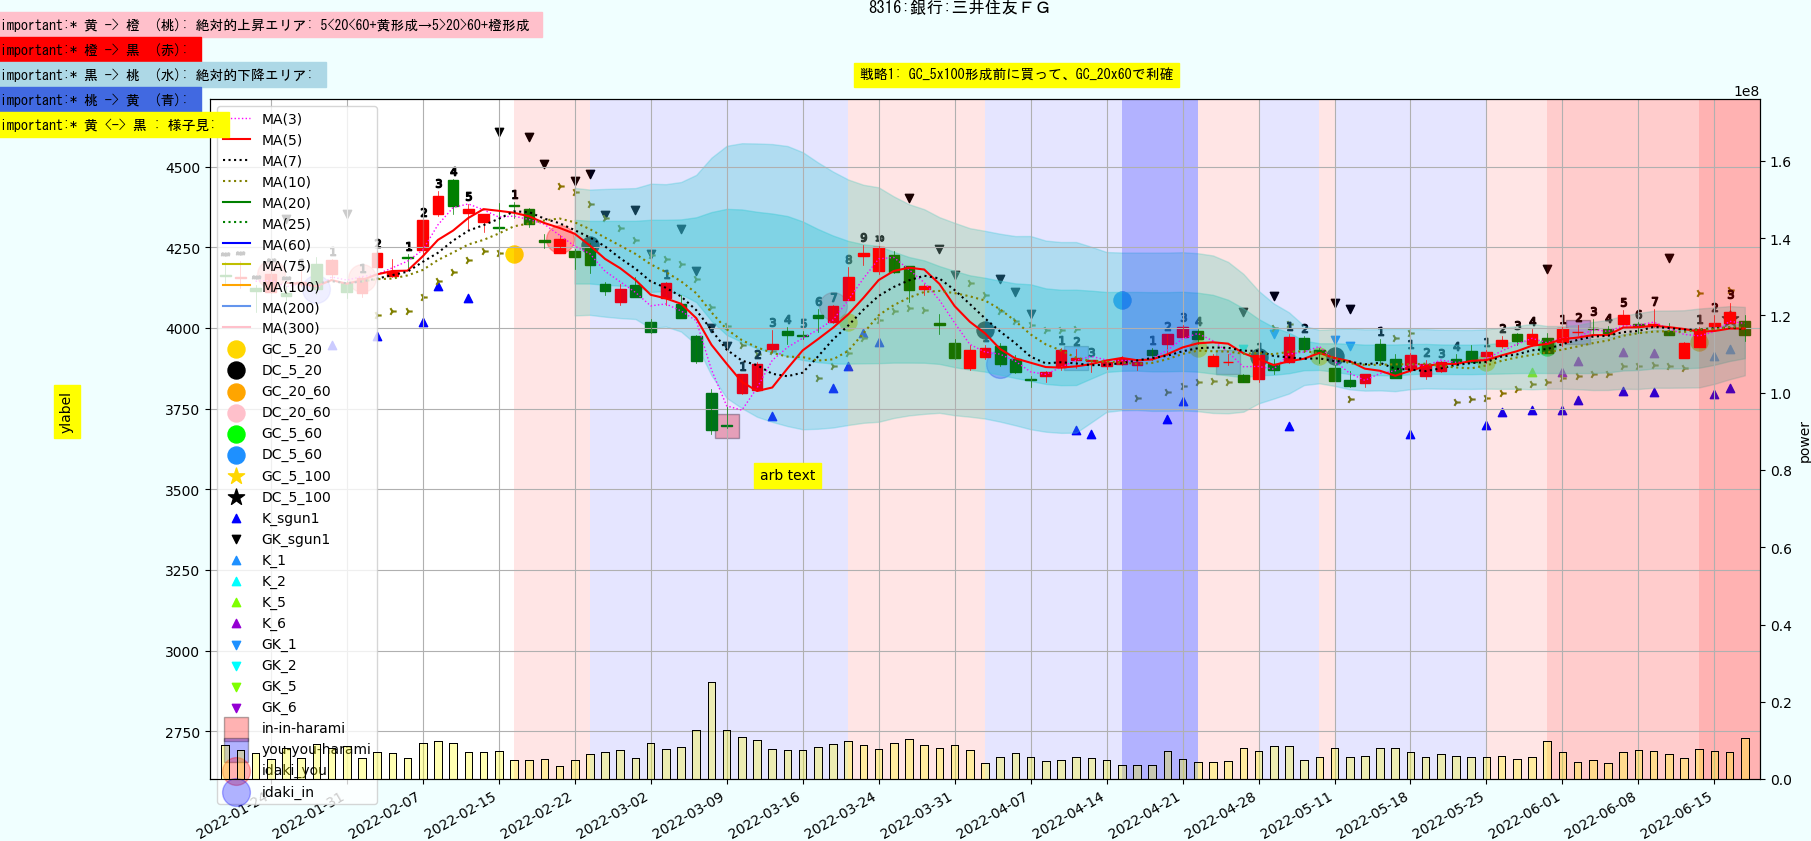 8316:銀行:三井住友ＦＧ
important:* 黄 -> 橙 (桃): 絶対的上昇エリア: 5<20<60+黄形成→5>20>60+橙形成
important:* 橙 -> 黒 (赤):
important:* 黒 -> 桃 (水): 絶対的下降エリア:
important:* 桃 -> 黄 (青):
important:* 黄 <-> 黒 : 様子見:
戦略1: GC_5x100形成前に買って、GC_20x60で利確
1e8
MA(3)
MA(5)
MA(7)
MA(10)
MA(20)
MA(25)
MA(60)
MA(75)
MA(100)
MA(200)
MA(300)
GC_5_20
DC_5_20
GC_20_60
DC_20_60
GC_5_60
DC_5_60
GC_5_100
DC_5_100
K_sgun1
GK_sgun1
K_1
K_2
K_5
K_6
GK_1
GK_2
GK_5
GK_6
in-in-harami
you-you-harami
idaki_you
idaki_in
4500
4250
4000
3750
3500
3250
3000
2750
ylabel
arb text
1.6
1.4
1.2
1.0
0.8
0.6
0.4
0.2
0.0
power
2022-01-24
2022-01-31
2022-02-07
2022-02-15
2022-02-22
2022-03-02
2022-03-09
2022-03-16
2022-03-24
2022-03-31
2022-04-07
2022-04-14
2022-04-21
2022-04-28
2022-05-11
2022-05-18
2022-05-25
2022-06-01
2022-06-08
2022-06-15